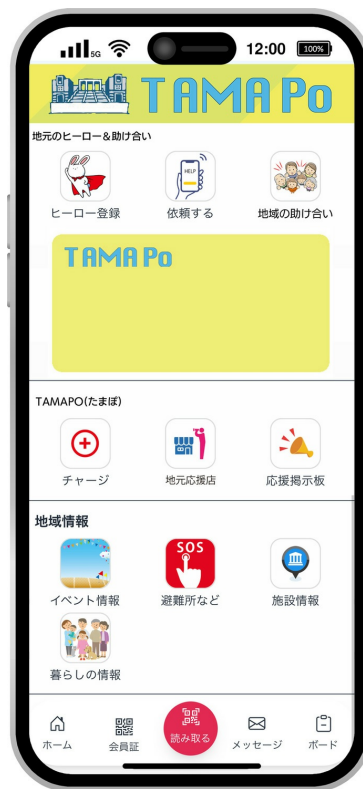 5G
12:00
100%
TAMA Po
地元のヒーロー&助け合い
HELP
ヒーロー登録
依頼する
地域の助け合い
TAMA Po
TAMAPO(たまぽ)
チャージ
地元応援店
応援掲示板
地域情報
SOS
イベント情報
避難所など
施設情報
暮らしの情報
ホーム
会員証
読み取る
メッセージ
ボード